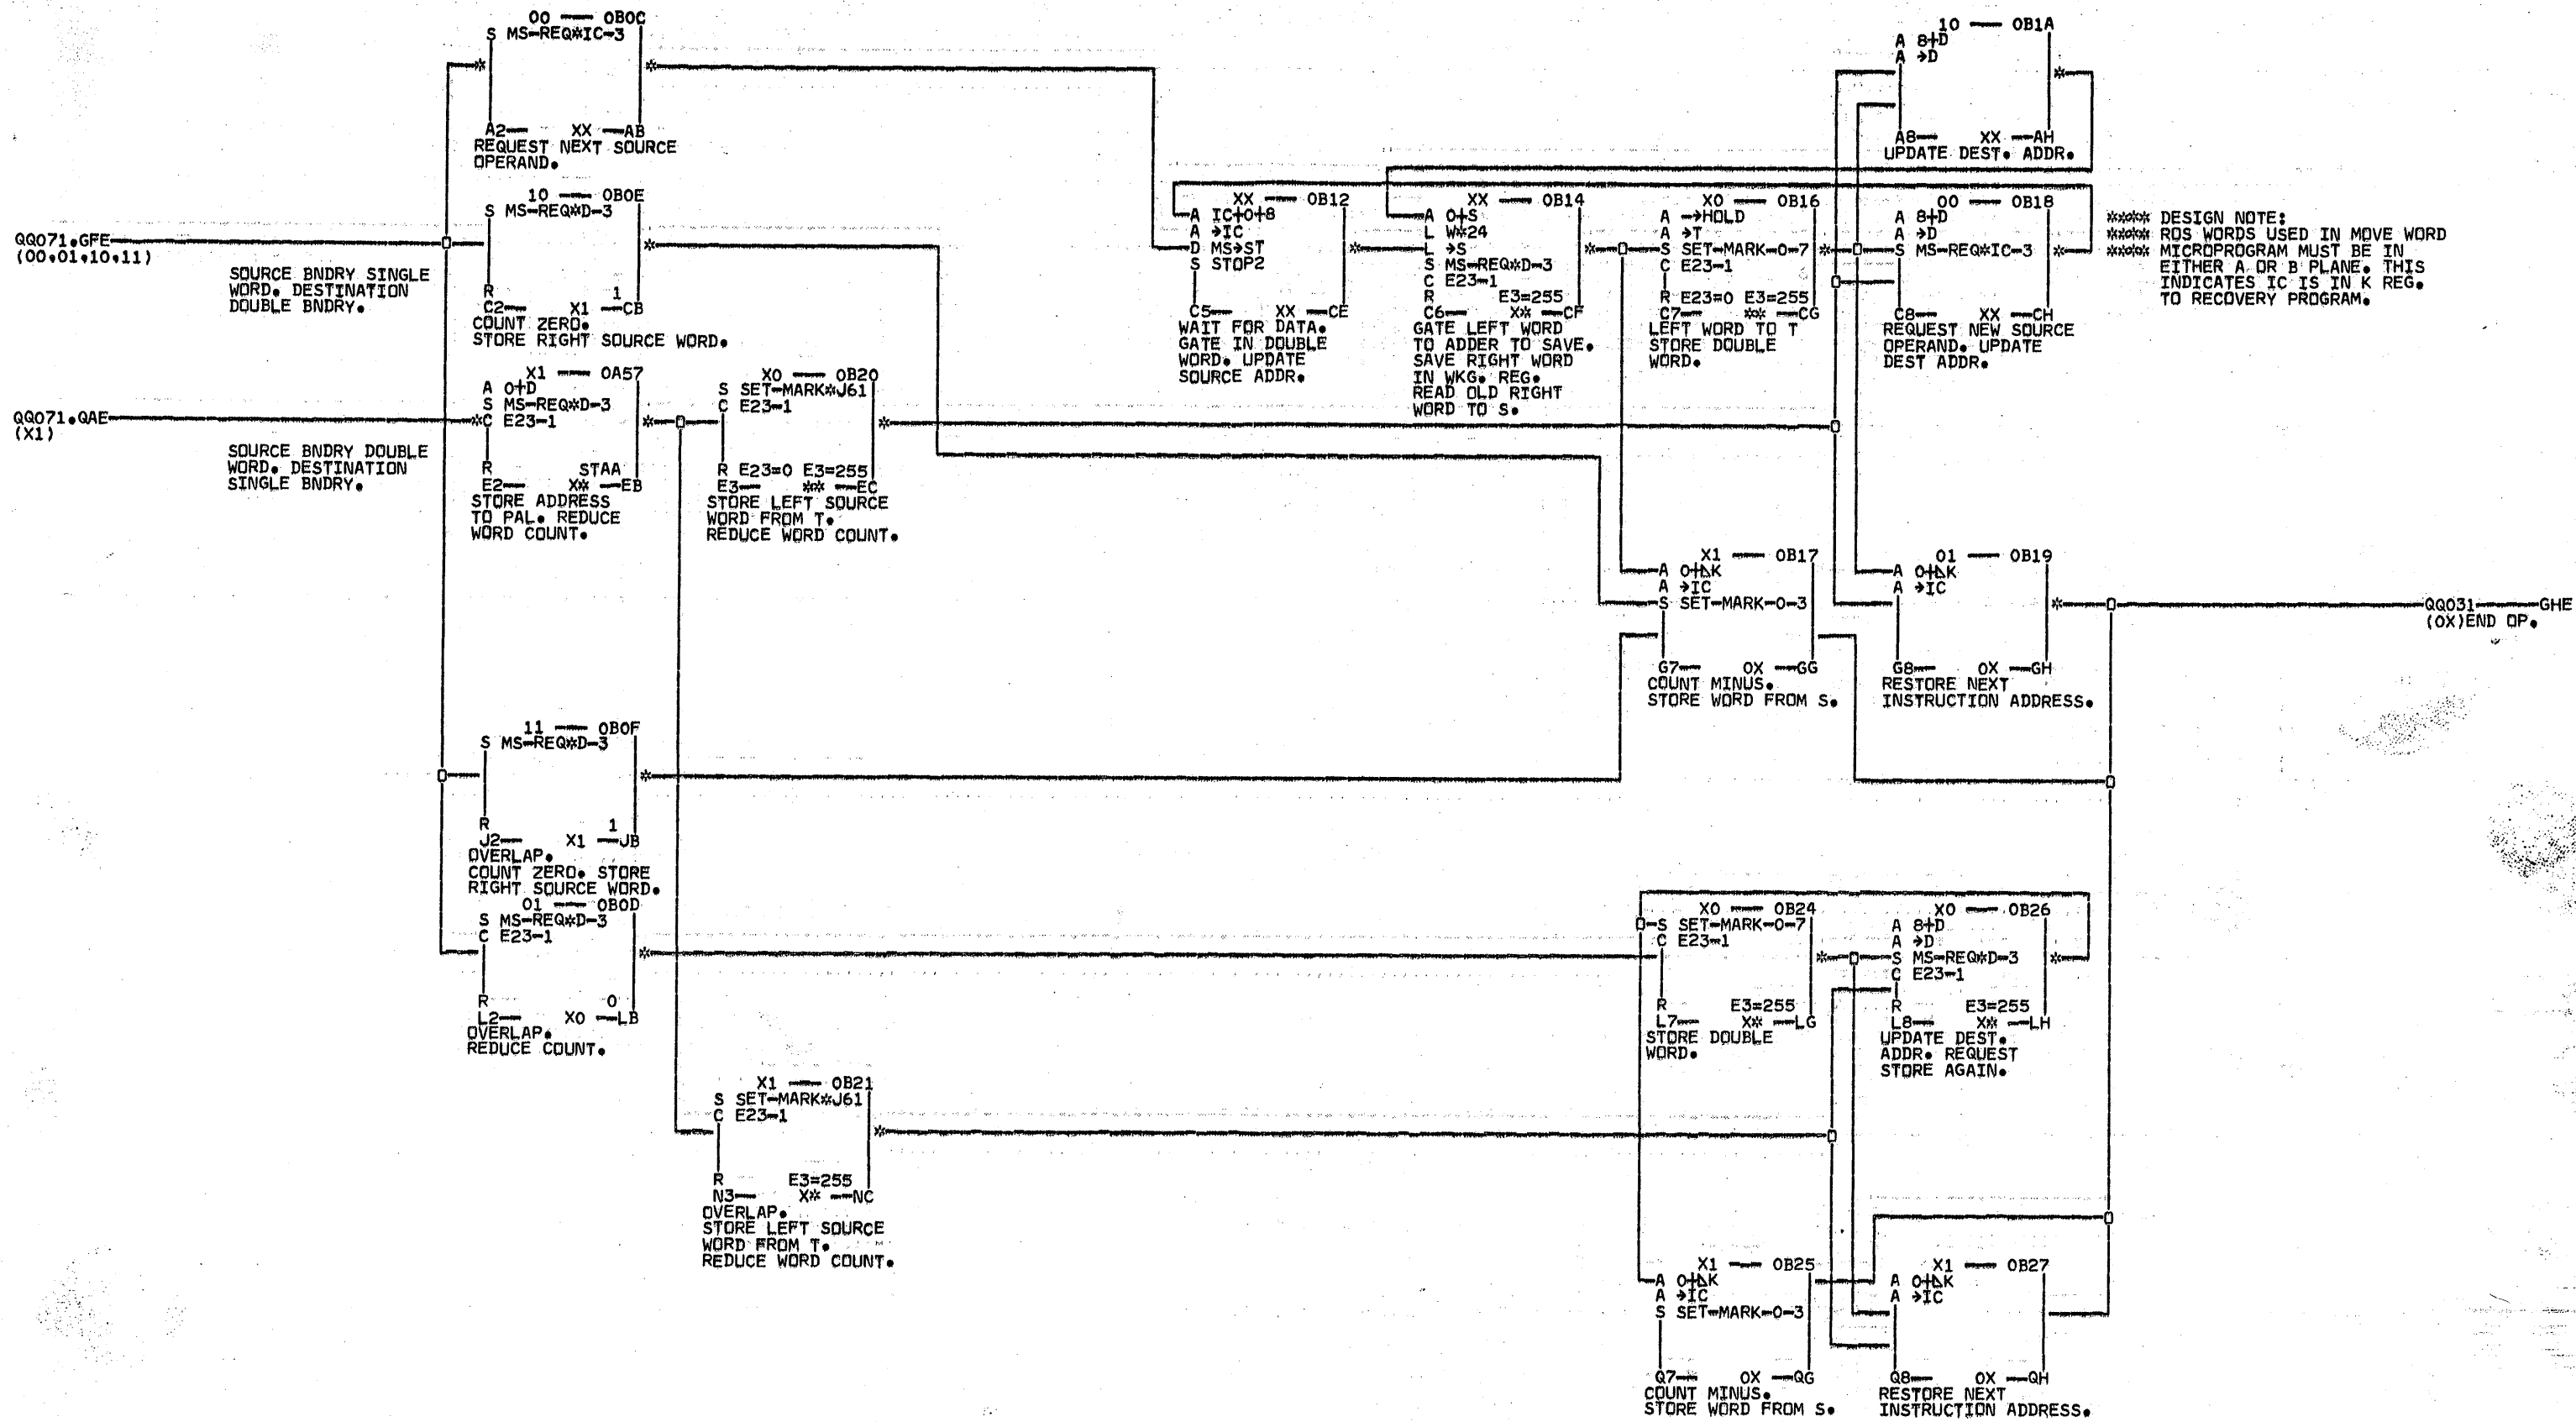 00 — 0B0C
S MS-REQ*IC-3
A2— XX —AB
REQUEST NEXT SOURCE
OPERAND.
10 — 0B1A
A 8+D
A →D
A8— XX —AH
UPDATE DEST. ADDR.
QQ071.GFE
(00,01,10,11)
SOURCE BNDRY SINGLE
WORD. DESTINATION
DOUBLE BNDRY.
10 — 0B0E
S MS-REQ*D-3
R 1
C2— X1 —CB
COUNT ZERO.
STORE RIGHT SOURCE WORD.
XX — 0B12
A IC+0+8
A →IC
D MS→ST
S STOP2
C5— XX —CE
WAIT FOR DATA.
GATE IN DOUBLE
WORD. UPDATE
SOURCE ADDR.
XX — 0B14
A 0+S
L W*24
L →S
S MS-REQ*D-3
C E23-1
R E3=255
C6— X* —CF
GATE LEFT WORD
TO ADDER TO SAVE.
SAVE RIGHT WORD
IN WKG. REG.
READ OLD RIGHT
WORD TO S.
X0 — 0B16
A →HOLD
A →T
S SET-MARK-0-7
C E23-1
R E23=0 E3=255
C7— ** —CG
LEFT WORD TO T
STORE DOUBLE
WORD.
00 — 0B18
A 8+D
A →D
S MS-REQ*IC-3
C8— XX —CH
REQUEST NEW SOURCE
OPERAND. UPDATE
DEST ADDR.
**** DESIGN NOTE:
**** ROS WORDS USED IN MOVE WORD
**** MICROPROGRAM MUST BE IN
EITHER A OR B PLANE. THIS
INDICATES IC IS IN K REG.
TO RECOVERY PROGRAM.
QQ071.QAE
(X1)
SOURCE BNDRY DOUBLE
WORD. DESTINATION
SINGLE BNDRY.
X1 — 0A57
A 0+D
S MS-REQ*D-3
C E23-1
R STAA
E2— X* —EB
STORE ADDRESS
TO PAL. REDUCE
WORD COUNT.
X0 — 0B20
S SET-MARK*J61
C E23-1
R E23=0 E3=255
E3— ** —EC
STORE LEFT SOURCE
WORD FROM T.
REDUCE WORD COUNT.
X1 — 0B17
A 0+⊾K
A →IC
S SET-MARK-0-3
G7— 0X —GG
COUNT MINUS.
STORE WORD FROM S.
01 — 0B19
A 0+⊾K
A →IC
G8— 0X —GH
RESTORE NEXT
INSTRUCTION ADDRESS.
QQ031 — GHE
(0X)END OP.
11 — 0B0F
S MS-REQ*D-3
R 1
J2— X1 —JB
OVERLAP.
COUNT ZERO. STORE
RIGHT SOURCE WORD.
01 — 0B0D
S MS-REQ*D-3
C E23-1
R 0
L2— X0 —LB
OVERLAP.
REDUCE COUNT.
X0 — 0B24
S SET-MARK-0-7
C E23-1
R E3=255
L7— X* —LG
STORE DOUBLE
WORD.
X0 — 0B26
A 8+D
A →D
S MS-REQ*D-3
C E23-1
R E3=255
L8— X* —LH
UPDATE DEST.
ADDR. REQUEST
STORE AGAIN.
X1 — 0B21
S SET-MARK*J61
C E23-1
R E3=255
N3— X* —NC
OVERLAP.
STORE LEFT SOURCE
WORD FROM T.
REDUCE WORD COUNT.
X1 — 0B25
A 0+⊾K
A →IC
S SET-MARK-0-3
Q7— 0X —QG
COUNT MINUS.
STORE WORD FROM S.
X1 — 0B27
A 0+⊾K
A →IC
Q8— 0X —QH
RESTORE NEXT
INSTRUCTION ADDRESS.